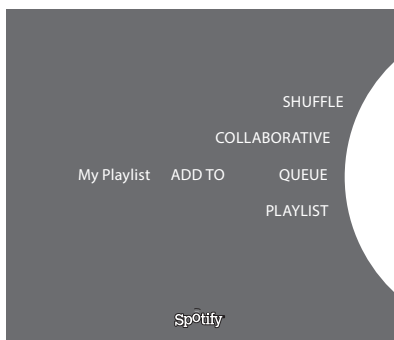 SHUFFLE
COLLABORATIVE
My Playlist ADD TO QUEUE
PLAYLIST
Spotify